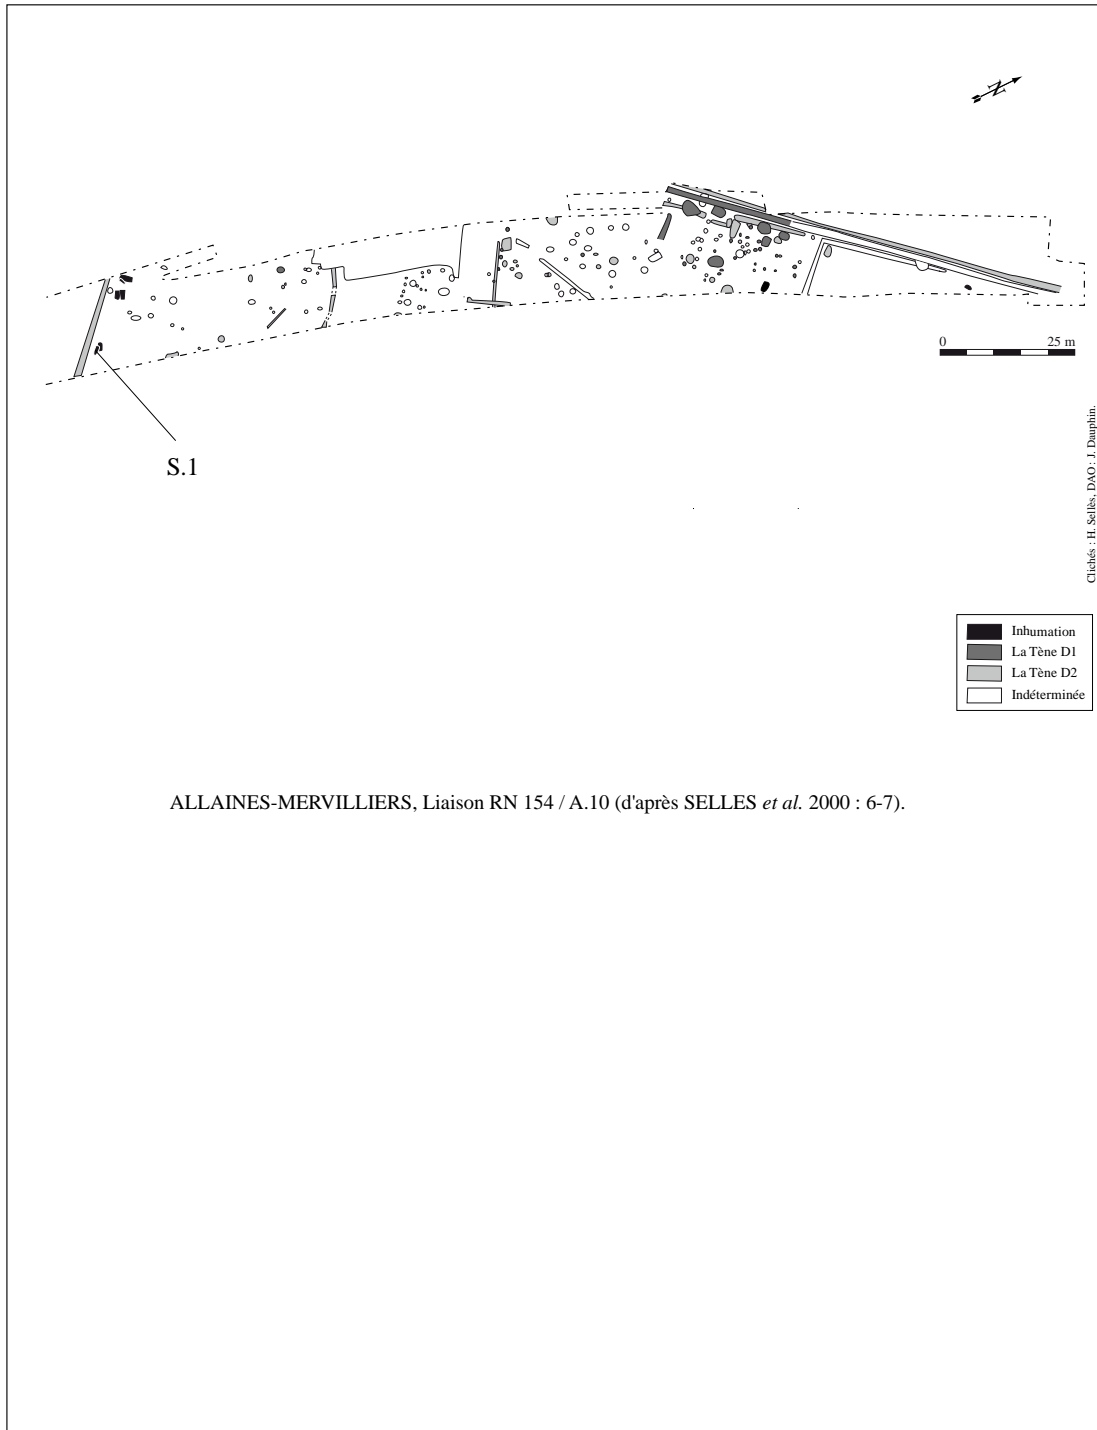 N
0 25 m
S.1
Clichés : H. Sellès, DAO : J. Dauphin.
Inhumation
La Tène D1
La Tène D2
Indéterminée
ALLAINES-MERVILLIERS, Liaison RN 154 / A.10 (d'après SELLES et al. 2000 : 6-7).